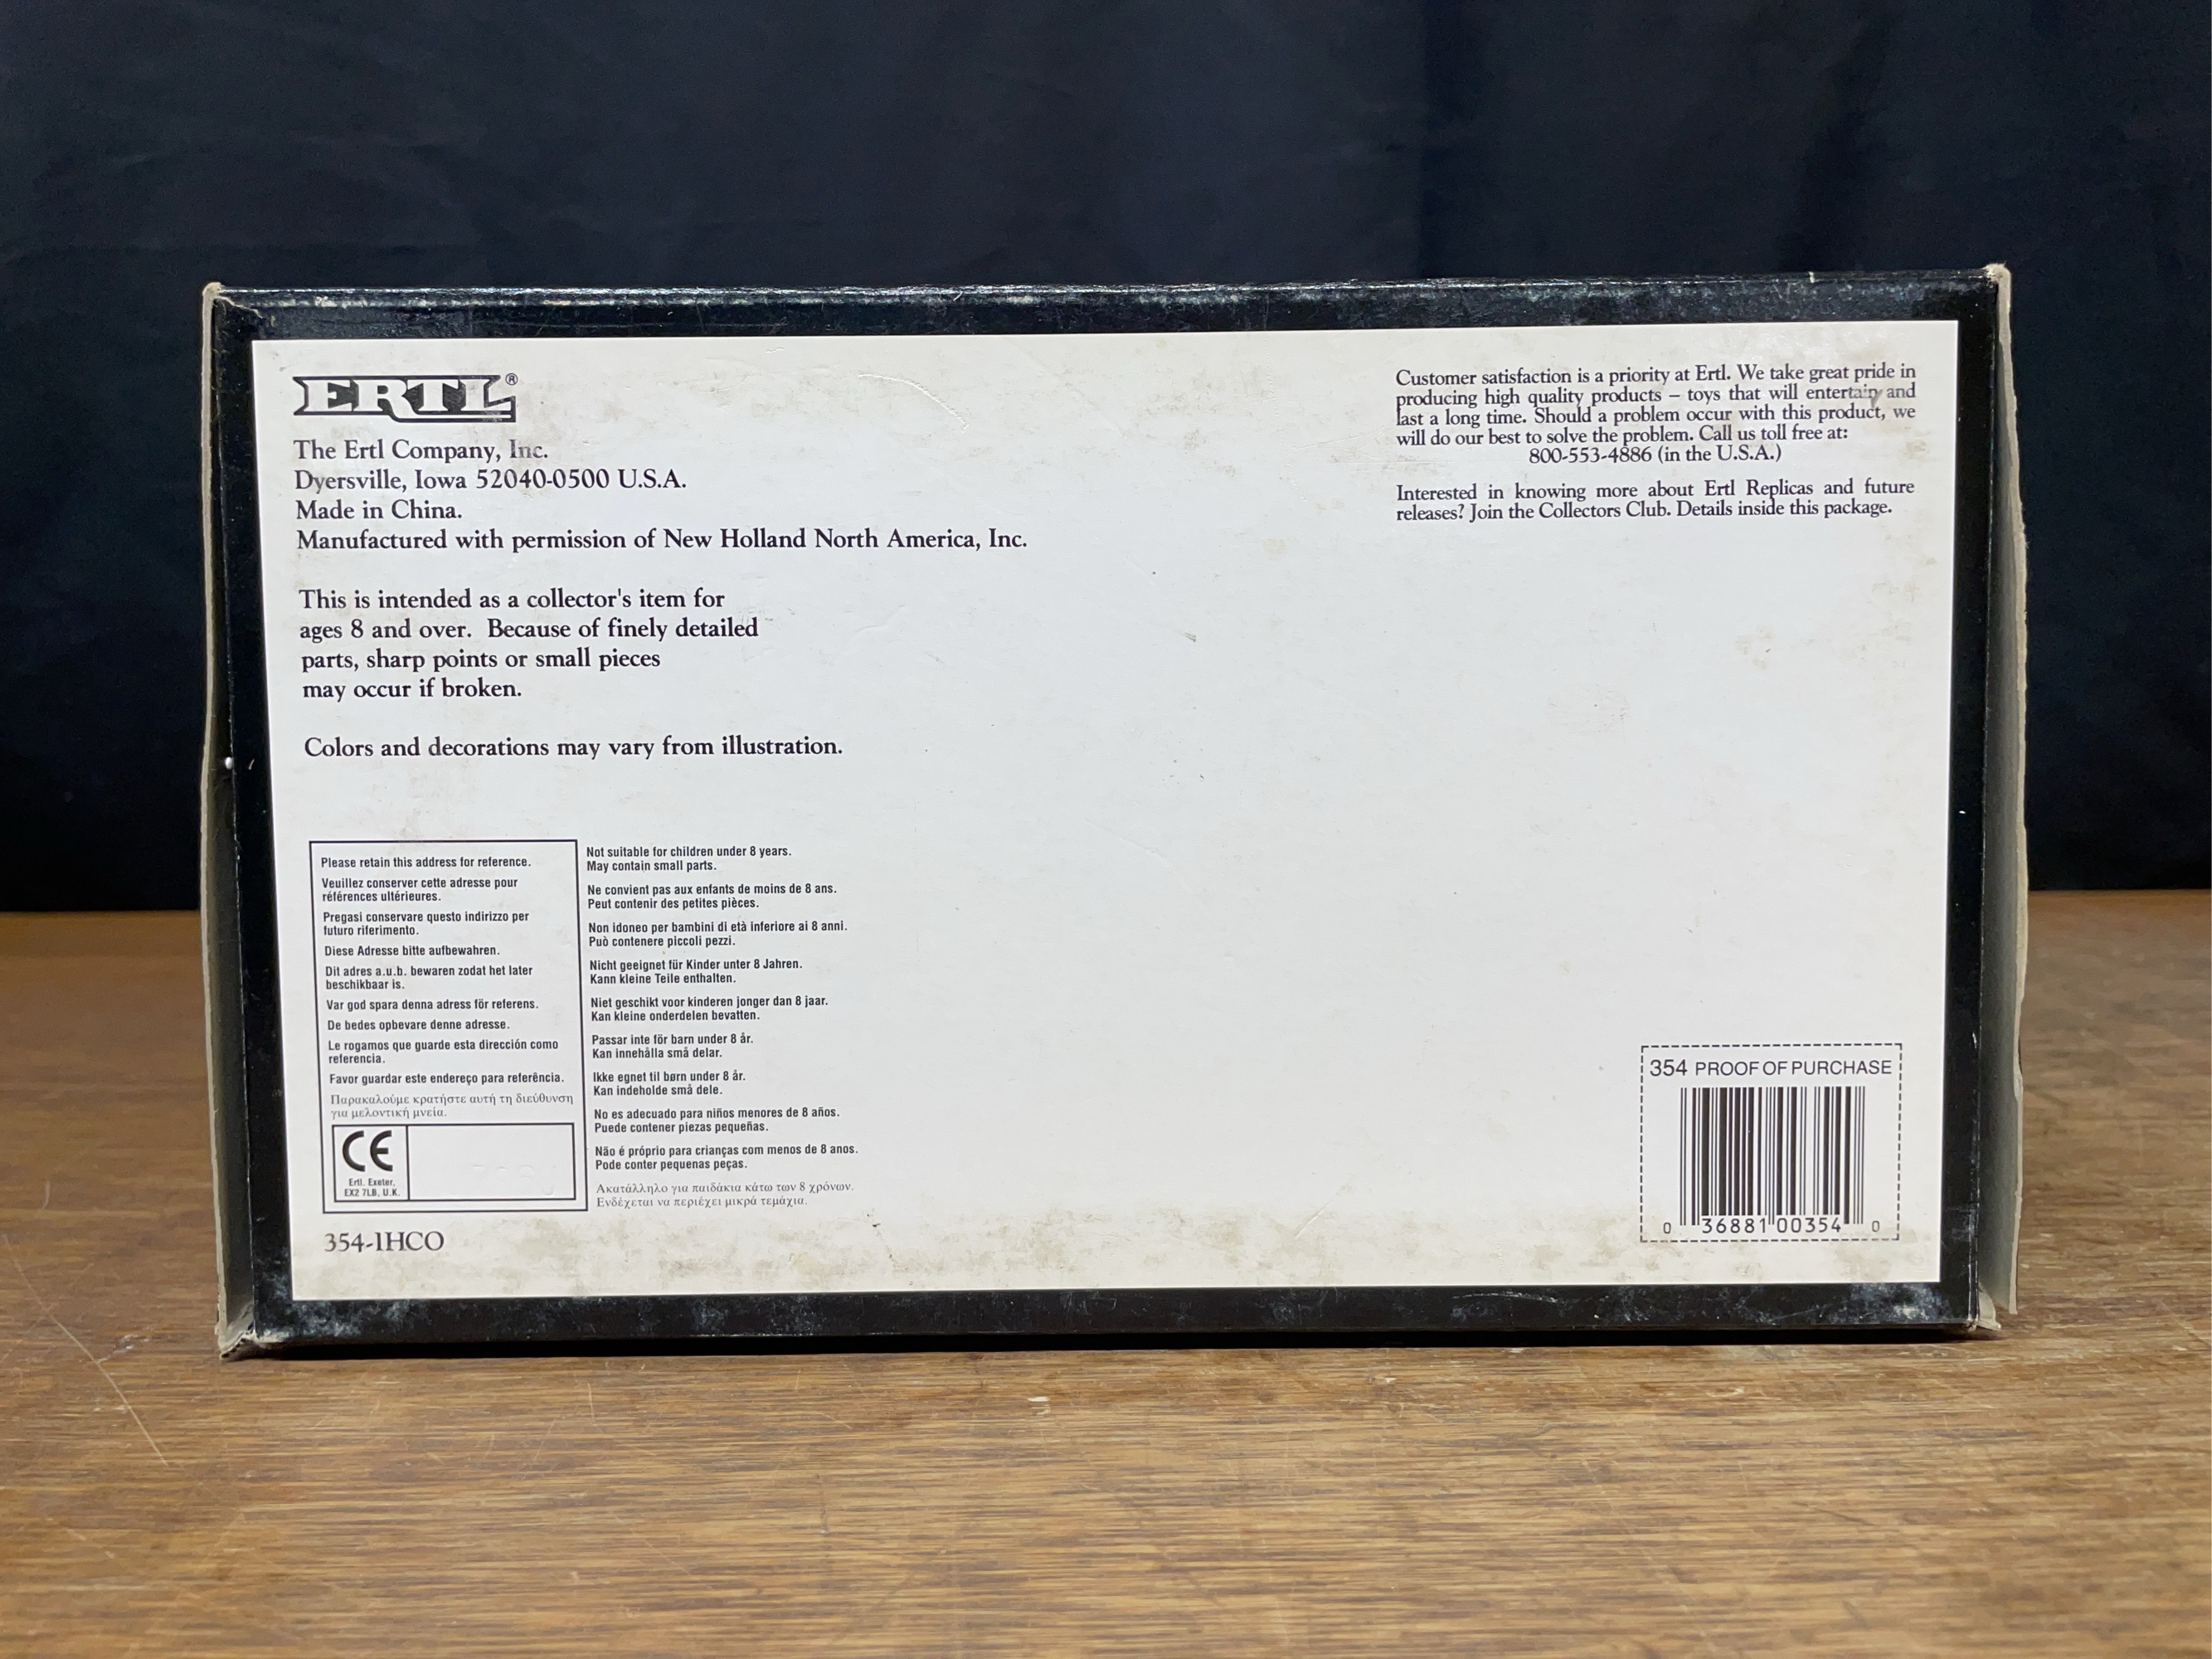 ERTL®
The Ertl Company, Inc.
Dyersville, Iowa 52040-0500 U.S.A.
Made in China.
Manufactured with permission of New Holland North America, Inc.
This is intended as a collector's item for
ages 8 and over. Because of finely detailed
parts, sharp points or small pieces
may occur if broken.
Colors and decorations may vary from illustration.
Customer satisfaction is a priority at Ertl. We take great pride in
producing high quality products – toys that will entertain and
last a long time. Should a problem occur with this product, we
will do our best to solve the problem. Call us toll free at:
800-553-4886 (in the U.S.A.)
Interested in knowing more about Ertl Replicas and future
releases? Join the Collectors Club. Details inside this package.
Please retain this address for reference.
Veuillez conserver cette adresse pour
références ultérieures.
Pregasi conservare questo indirizzo per
futuro riferimento.
Diese Adresse bitte aufbewahren.
Dit adres a.u.b. bewaren zodat het later
beschikbaar is.
Var god spara denna adress för referens.
De bedes opbevare denne adresse.
Le rogamos que guarde esta dirección como
referencia.
Favor guardar este endereço para referência.
Παρακαλούμε κρατήστε αυτή τη διεύθυνση
για μελοντική μνεία.
CE
Ertl, Exeter,
EX2 7LB, U.K.
Not suitable for children under 8 years.
May contain small parts.
Ne convient pas aux enfants de moins de 8 ans.
Peut contenir des petites pièces.
Non idoneo per bambini di età inferiore ai 8 anni.
Può contenere piccoli pezzi.
Nicht geeignet für Kinder unter 8 Jahren.
Kann kleine Teile enthalten.
Niet geschikt voor kinderen jonger dan 8 jaar.
Kan kleine onderdelen bevatten.
Passar inte för barn under 8 år.
Kan innehålla små delar.
Ikke egnet til børn under 8 år.
Kan indeholde små dele.
No es adecuado para niños menores de 8 años.
Puede contener piezas pequeñas.
Não é próprio para crianças com menos de 8 anos.
Pode conter pequenas peças.
Ακατάλληλο για παιδάκια κάτω των 8 χρόνων.
Ενδέχεται να περιέχει μικρά τεμάχια.
354-1HCO
354 PROOF OF PURCHASE
0 36881 00354 0